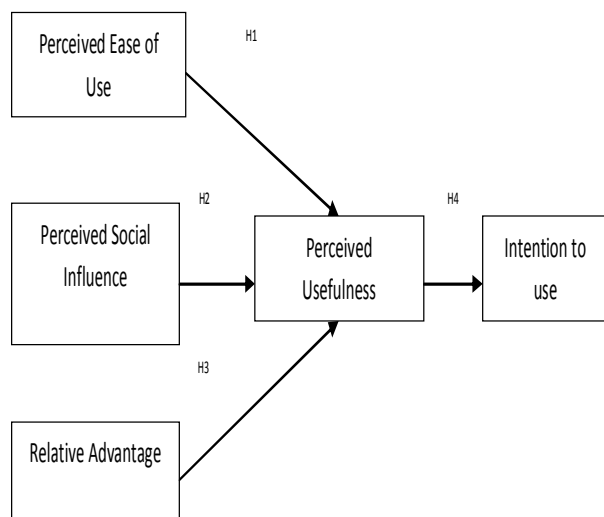 Perceived Ease of
Use
H1
Perceived Social
Influence
H2
Perceived
Usefulness
H4
Intention to
use
H3
Relative Advantage